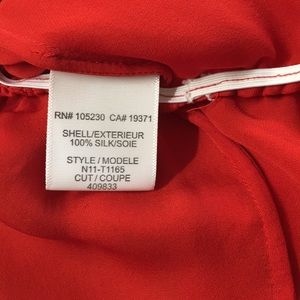 RN# 105230 CA# 19371
SHELL/EXTERIEUR
100% SILK/SOIE
STYLE / MODELE
N11-T1165
CUT / COUPE
409833